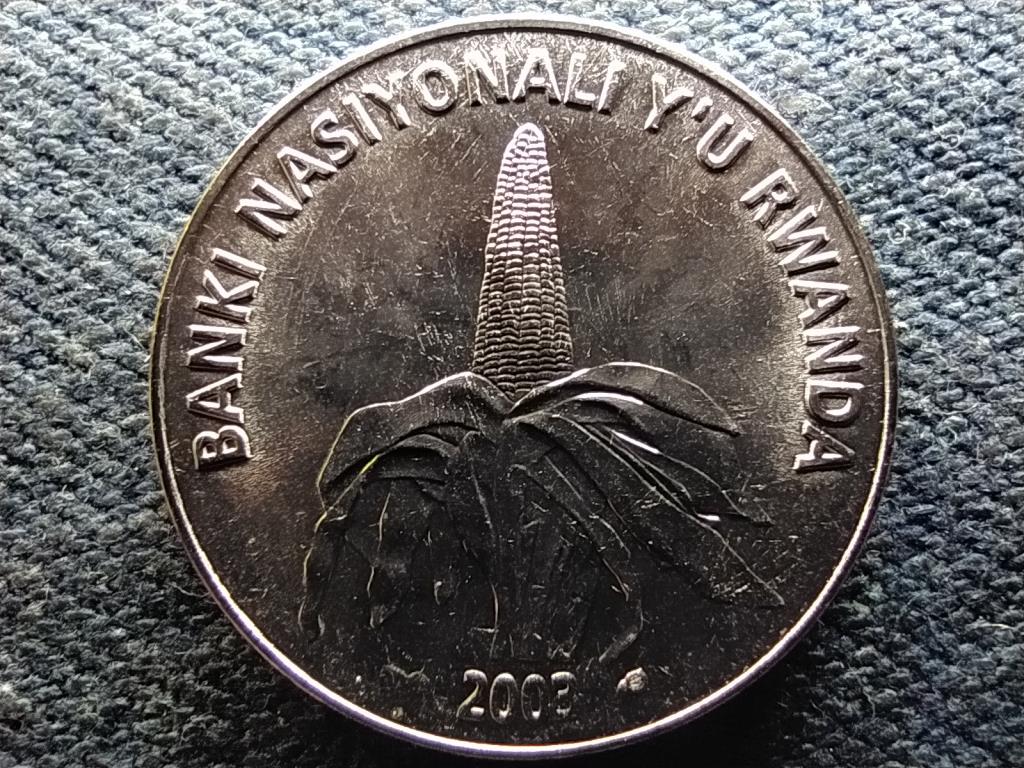 BANKI NASIYONALI Y'U RWANDA
2003